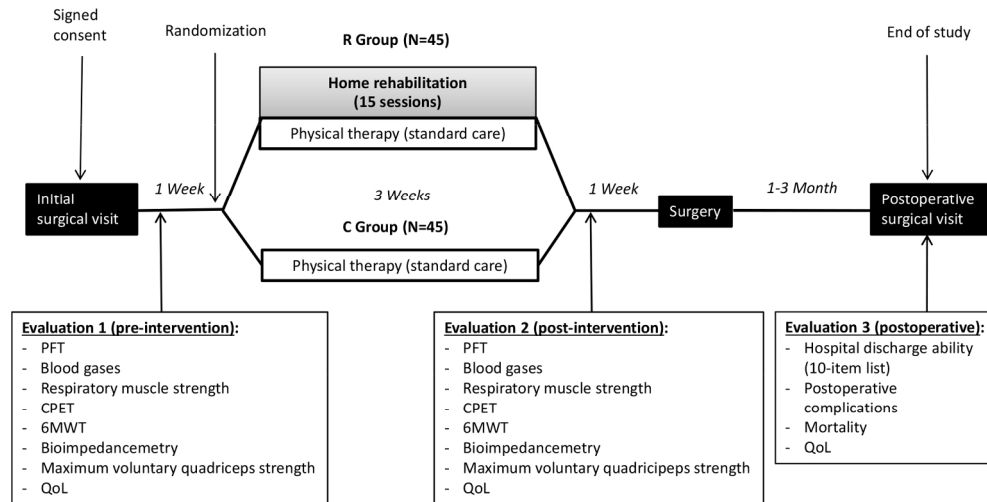 Signed
consent
Randomization
R Group (N=45)
End of study
Home rehabilitation
(15 sessions)
Physical therapy (standard care)
Initial
surgical visit
1 Week
3 Weeks
1 Week
Surgery
1-3 Month
Postoperative
surgical visit
C Group (N=45)
Physical therapy (standard care)
Evaluation 1 (pre-intervention):
- PFT
- Blood gases
- Respiratory muscle strength
- CPET
- 6MWT
- Bioimpedancemetry
- Maximum voluntary quadriceps strength
- QoL
Evaluation 2 (post-intervention):
- PFT
- Blood gases
- Respiratory muscle strength
- CPET
- 6MWT
- Bioimpedancemetry
- Maximum voluntary quadricipeps strength
- QoL
Evaluation 3 (postoperative):
- Hospital discharge ability
(10-item list)
- Postoperative
complications
- Mortality
- QoL